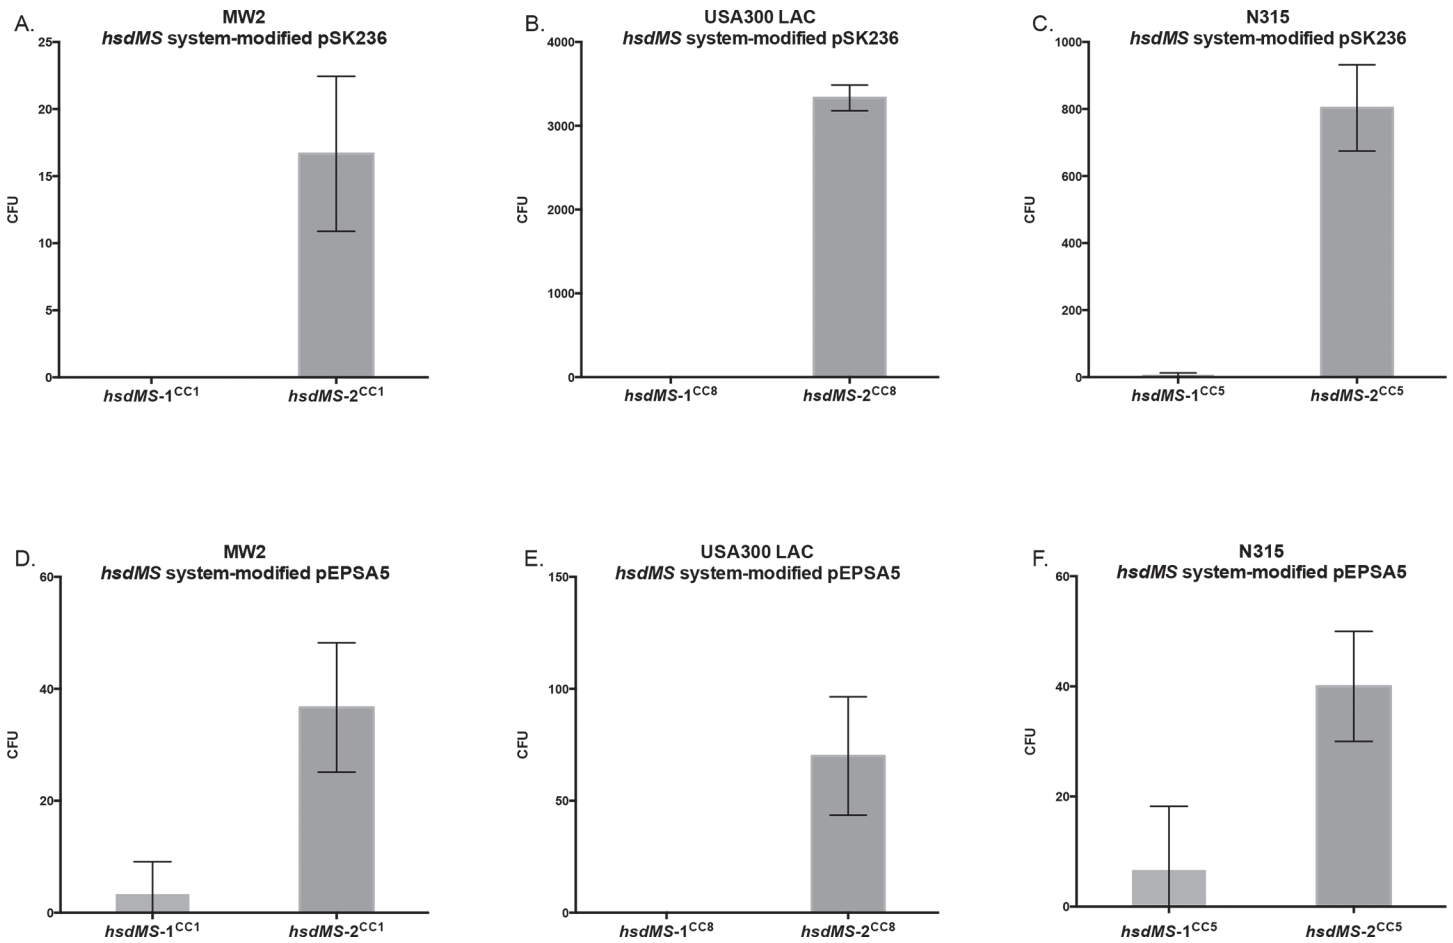 A.
MW2
hsdMS system-modified pSK236
25
20
15
10
5
0
CFU
hsdMS-1CC1
hsdMS-2CC1
B.
USA300 LAC
hsdMS system-modified pSK236
4000
3000
2000
1000
0
CFU
hsdMS-1CC8
hsdMS-2CC8
C.
N315
hsdMS system-modified pSK236
1000
800
600
400
200
0
CFU
hsdMS-1CC5
hsdMS-2CC5
D.
MW2
hsdMS system-modified pEPSA5
60
40
20
0
CFU
hsdMS-1CC1
hsdMS-2CC1
E.
USA300 LAC
hsdMS system-modified pEPSA5
150
100
50
0
CFU
hsdMS-1CC8
hsdMS-2CC8
F.
N315
hsdMS system-modified pEPSA5
60
40
20
0
CFU
hsdMS-1CC5
hsdMS-2CC5